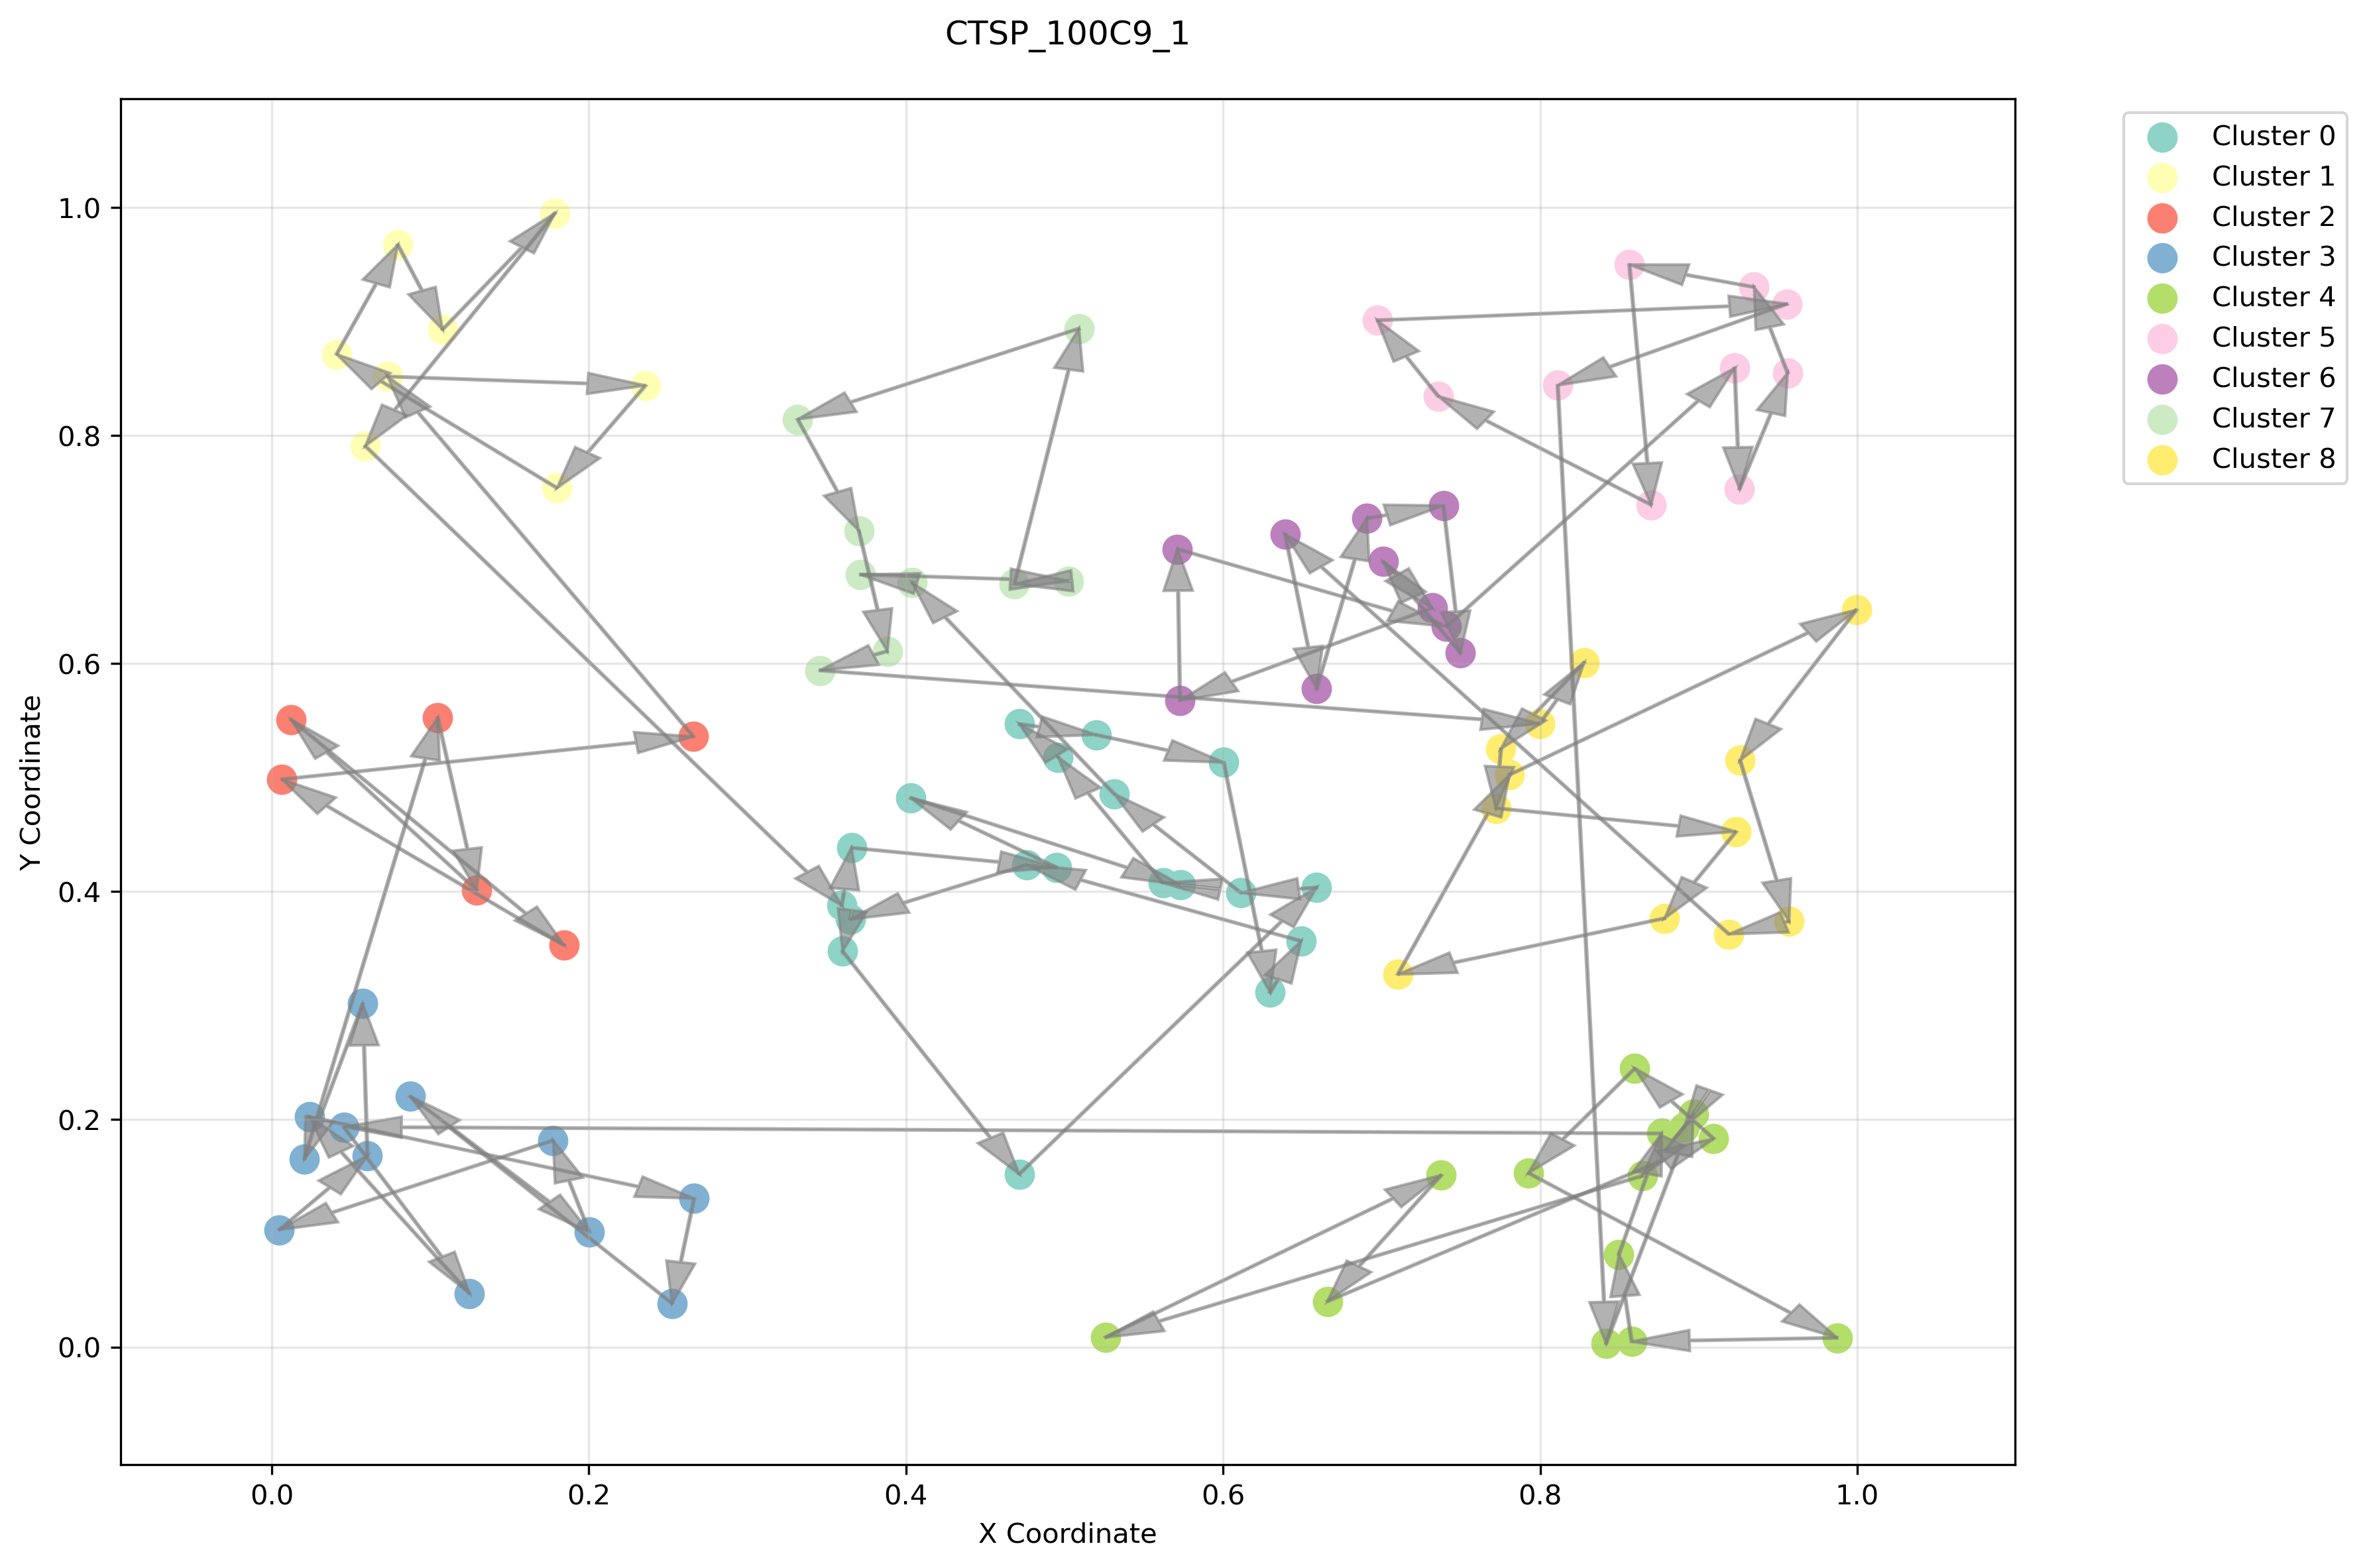 CTSP_100C9_1
1.0
0.8
0.6
0.4
0.2
0.0
Y Coordinate
0.0 0.2 0.4 0.6 0.8 1.0
X Coordinate
Cluster 0
Cluster 1
Cluster 2
Cluster 3
Cluster 4
Cluster 5
Cluster 6
Cluster 7
Cluster 8